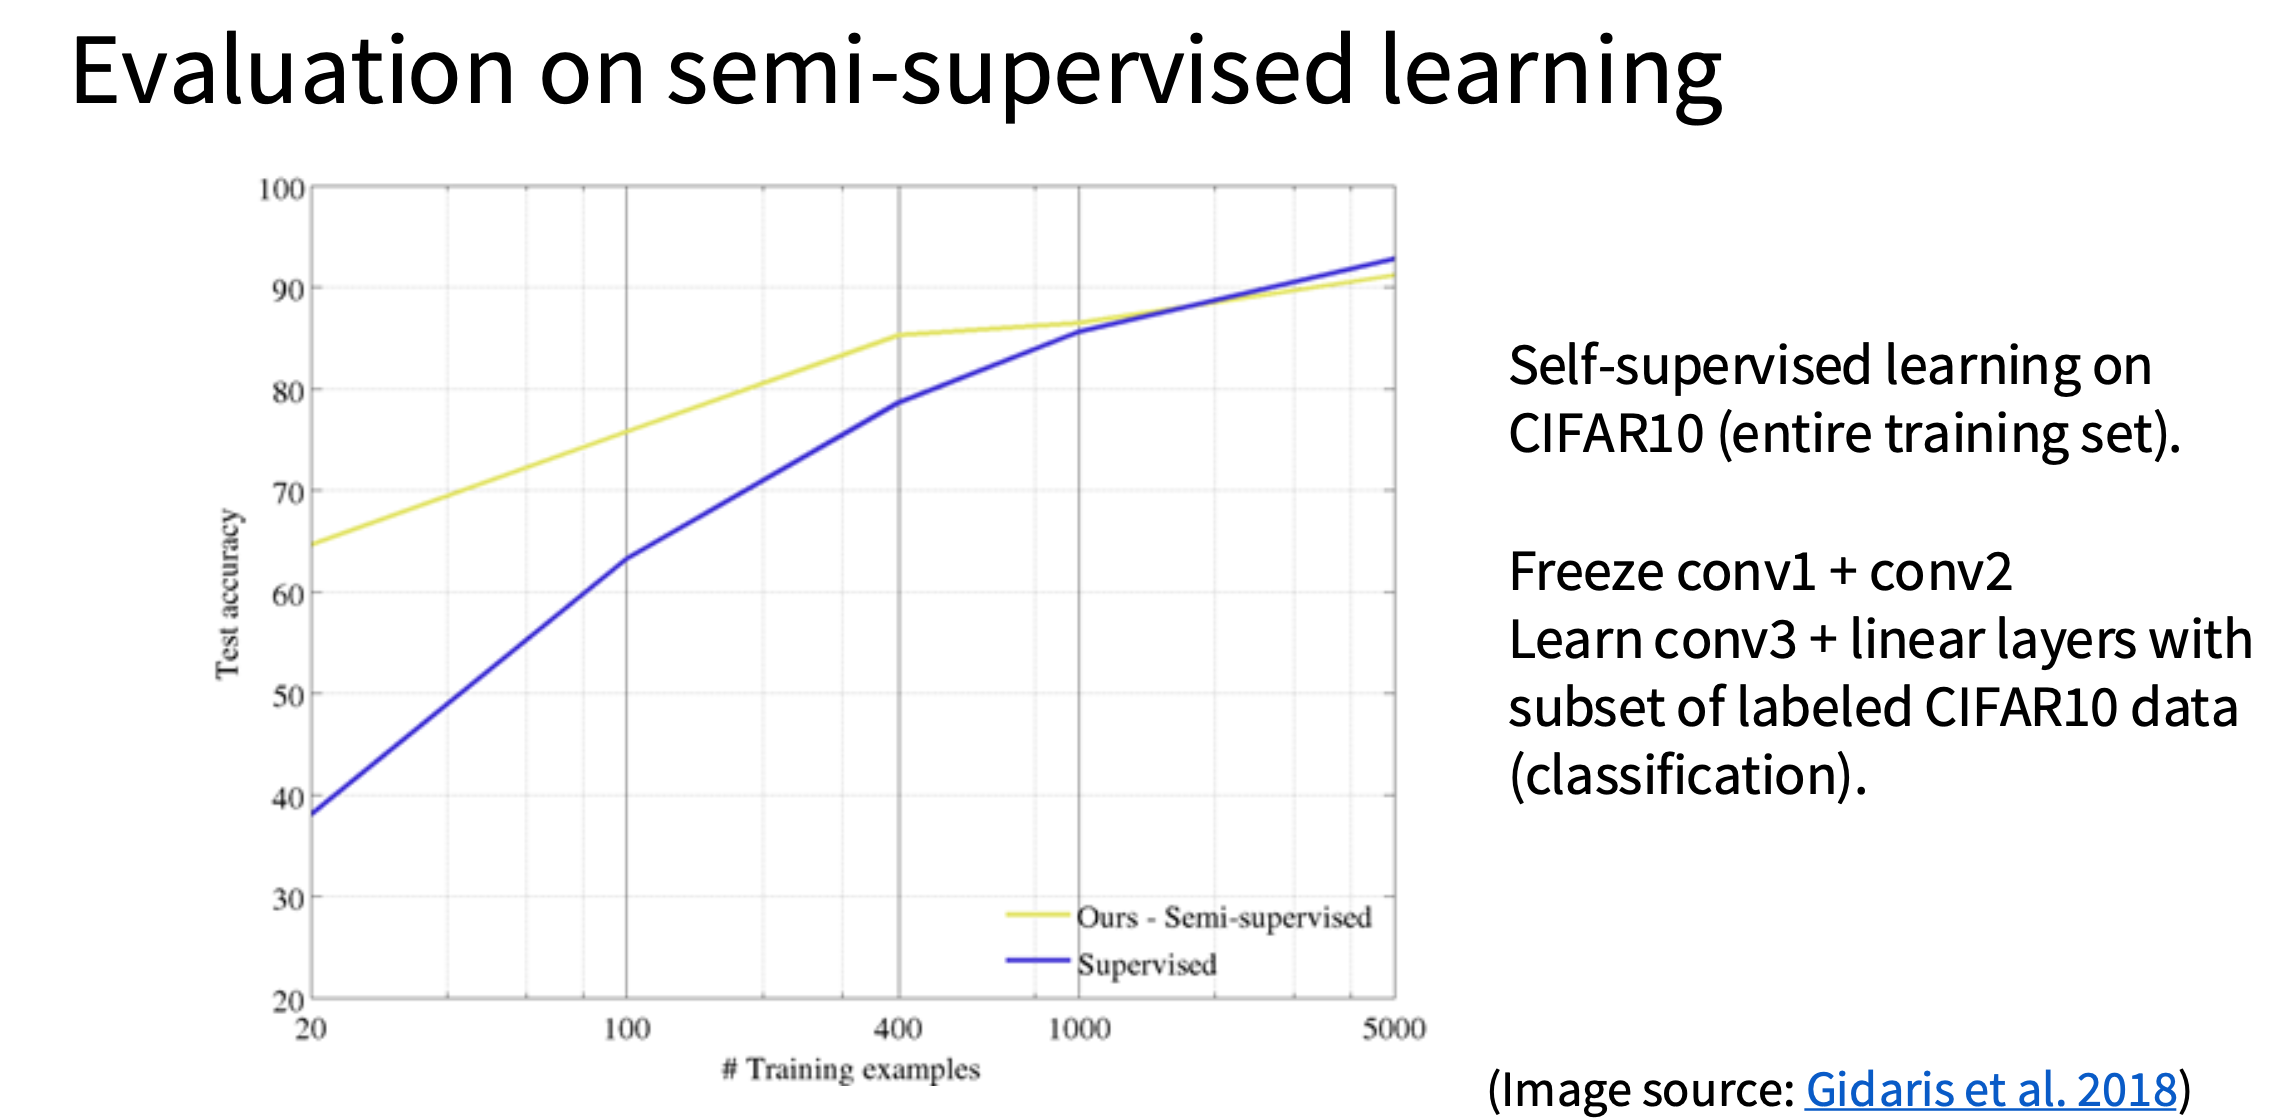 Evaluation on semi-supervised learning
100
90
80
70
60
50
40
30
20
Test accuracy
20 100 400 1000 5000
# Training examples
Ours - Semi-supervised
Supervised
Self-supervised learning on
CIFAR10 (entire training set).
Freeze conv1 + conv2
Learn conv3 + linear layers with
subset of labeled CIFAR10 data
(classification).
(Image source: Gidaris et al. 2018)